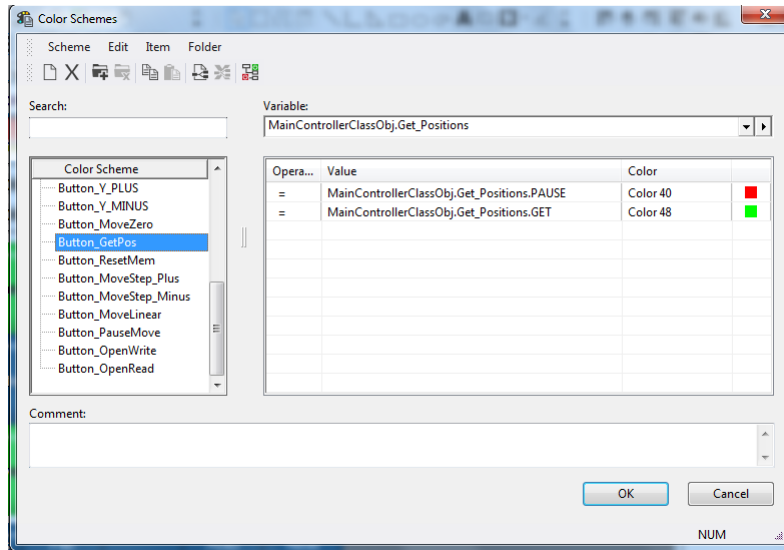 Color Schemes
Scheme Edit Item Folder
Search:
Variable:
MainControllerClassObj.Get_Positions
Color Scheme
Button_Y_PLUS
Button_Y_MINUS
Button_MoveZero
Button_GetPos
Button_ResetMem
Button_MoveStep_Plus
Button_MoveStep_Minus
Button_MoveLinear
Button_PauseMove
Button_OpenWrite
Button_OpenRead
Opera... Value Color
= MainControllerClassObj.Get_Positions.PAUSE Color 40
= MainControllerClassObj.Get_Positions.GET Color 48
Comment:
OK Cancel
NUM